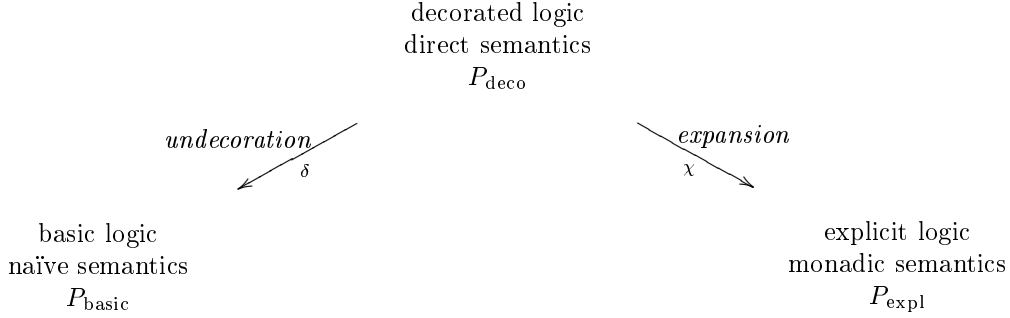 decorated logic
direct semantics
P_deco
undecoration
δ
expansion
χ
basic logic
naïve semantics
P_basic
explicit logic
monadic semantics
P_expl